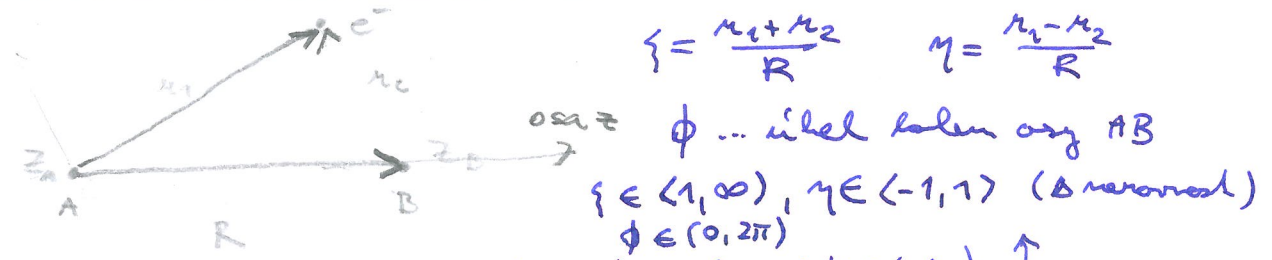 e⁻
r₁
r₂
ξ = (r₁+r₂)/R   η = (r₁-r₂)/R
osa z
ϕ ... úhel kolem osy AB
Z_A
Z_B
A
B
R
ξ ∈ <1,∞), η ∈ <-1,1> (Δ nerovnost)
ϕ ∈ (0, 2π)
↑